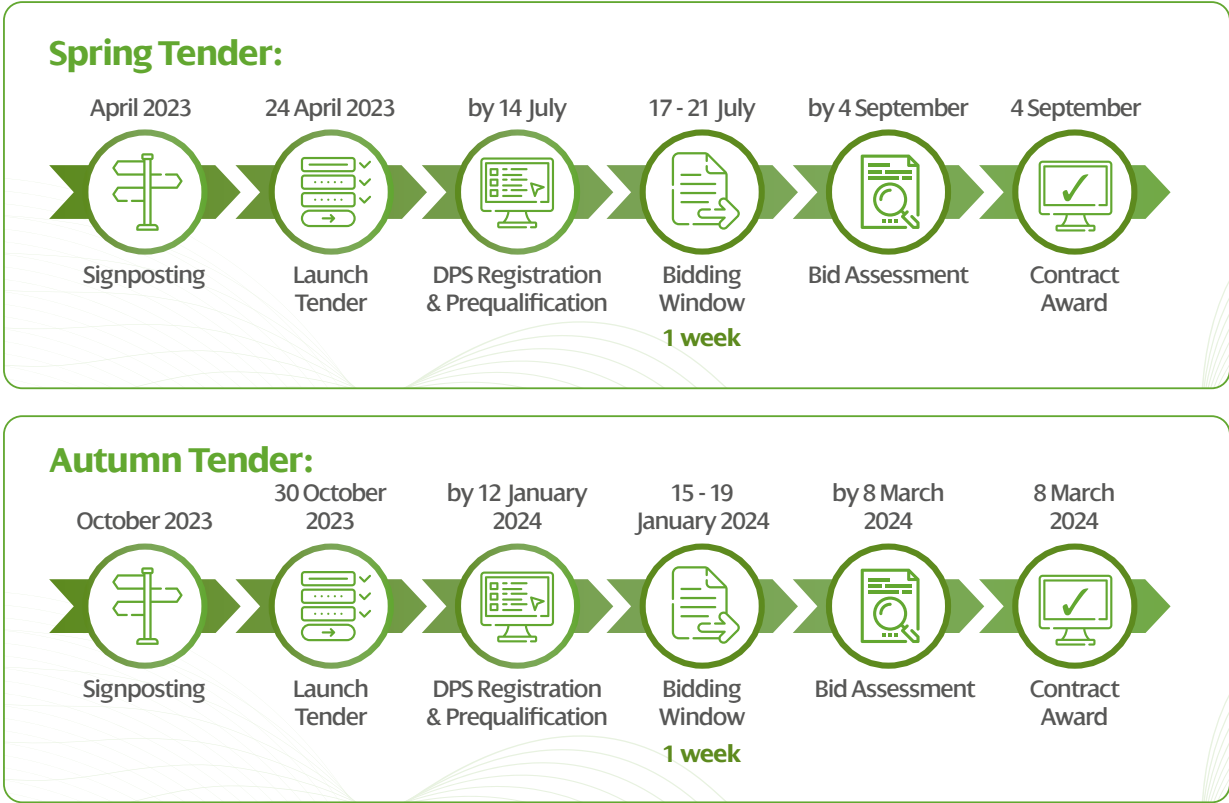 Spring Tender:
April 2023
24 April 2023
by 14 July
17 - 21 July
by 4 September
4 September
Signposting
Launch
Tender
DPS Registration
& Prequalification
Bidding
Window
1 week
Bid Assessment
Contract
Award
Autumn Tender:
October 2023
30 October
2023
by 12 January
2024
15 - 19
January 2024
by 8 March
2024
8 March
2024
Signposting
Launch
Tender
DPS Registration
& Prequalification
Bidding
Window
1 week
Bid Assessment
Contract
Award